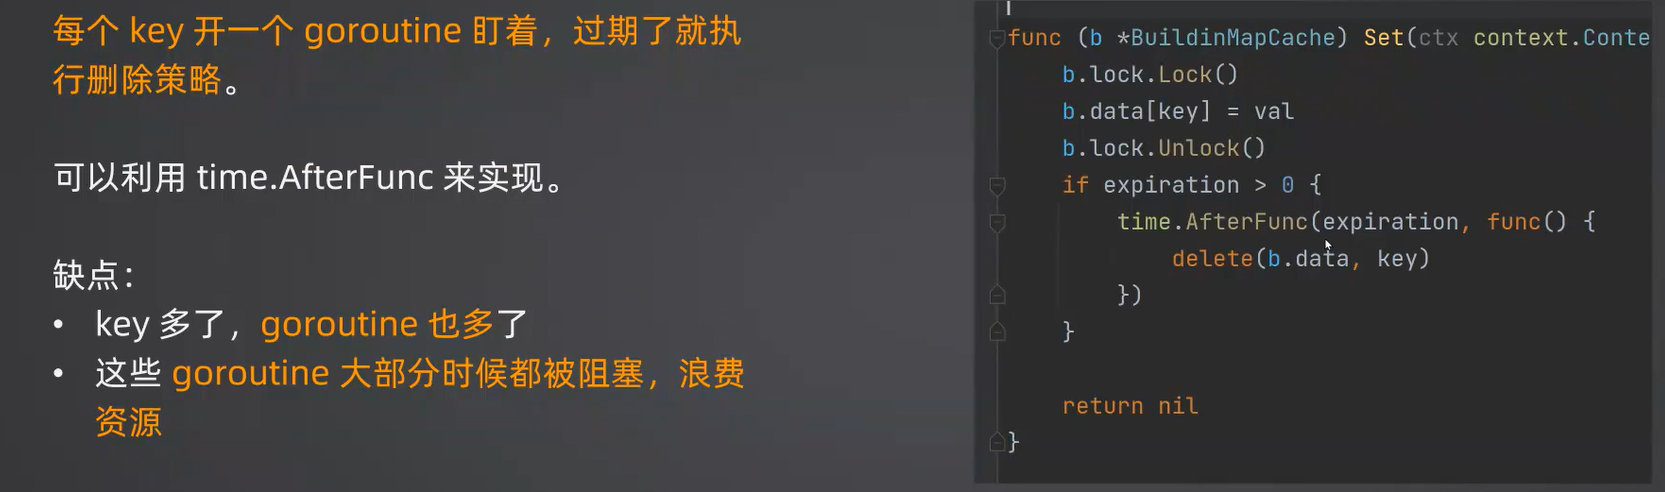 每个 key 开一个 goroutine 盯着，过期了就执
行删除策略。
可以利用 time.AfterFunc 来实现。
缺点：
• key 多了，goroutine 也多了
• 这些 goroutine 大部分时候都被阻塞，浪费
资源
func (b *BuildinMapCache) Set(ctx context.Conte
b.lock.Lock()
b.data[key] = val
b.lock.Unlock()
if expiration > 0 {
time.AfterFunc(expiration, func() {
delete(b.data, key)
})
}
return nil
}